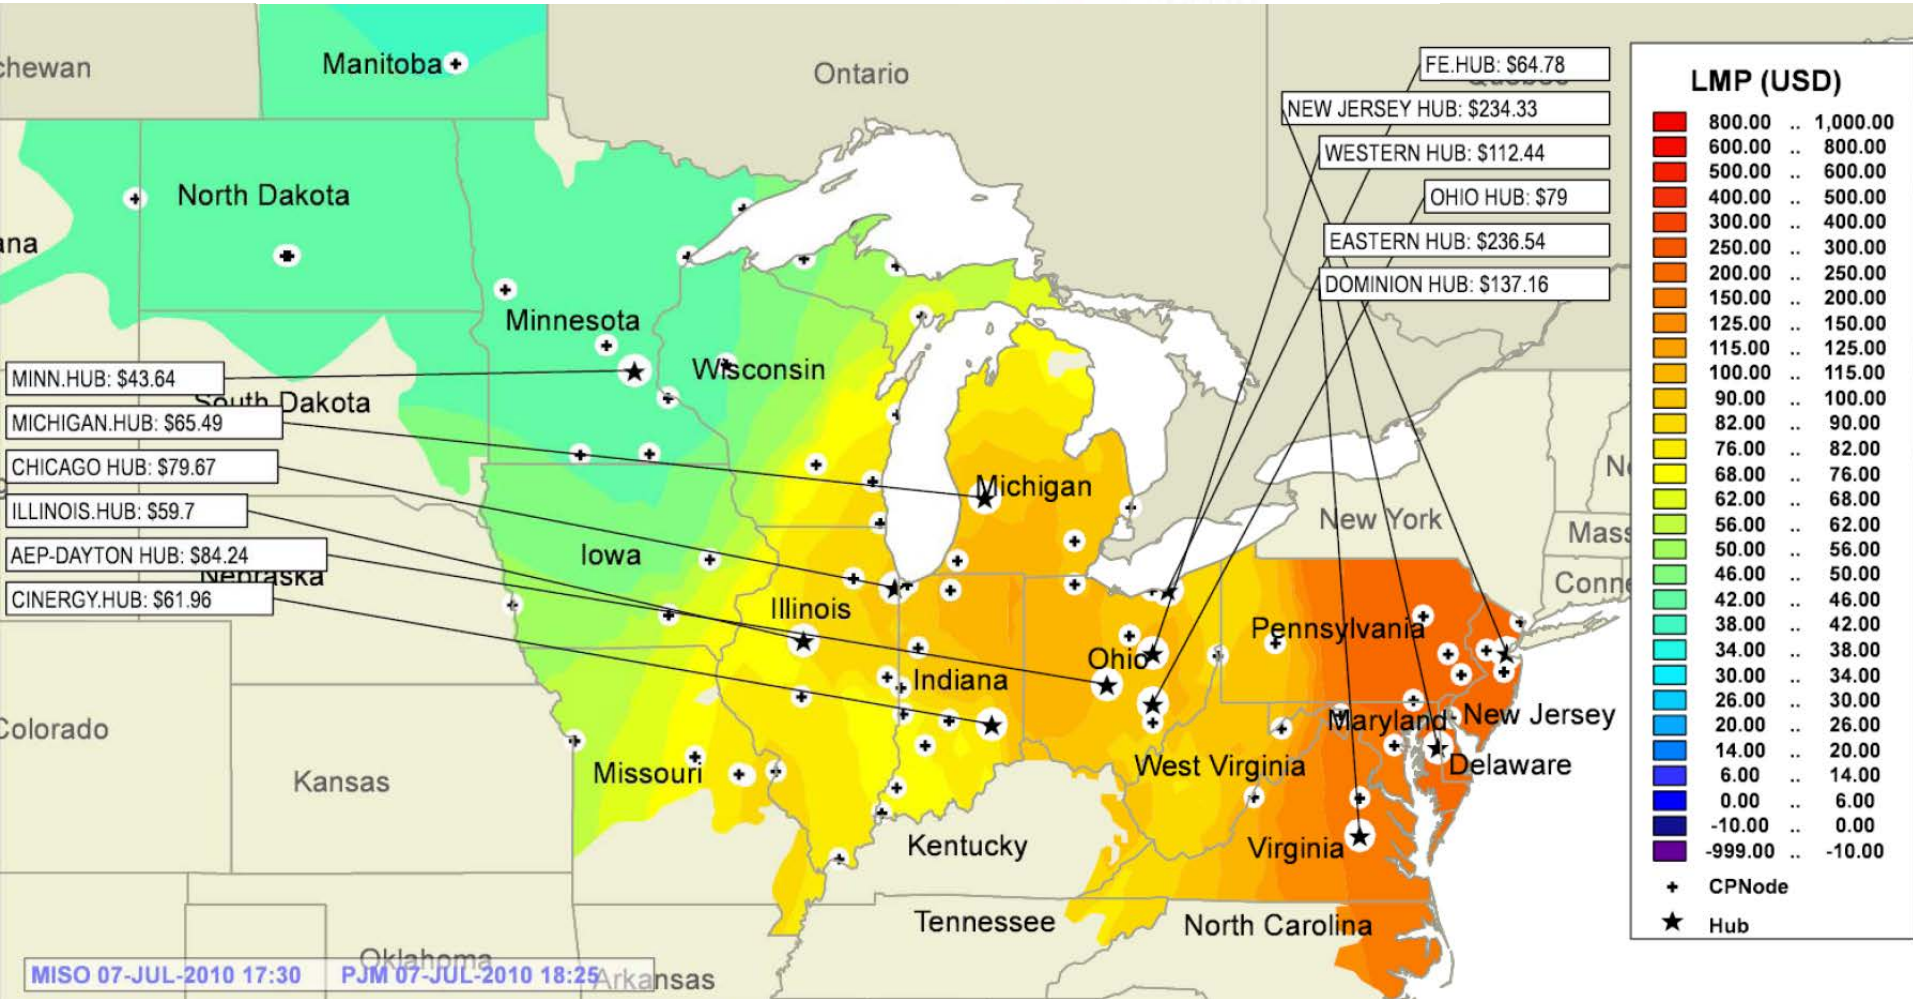 Manitoba
Ontario
chewan
North Dakota
ana
Minnesota
Wisconsin
South Dakota
MINN.HUB: $43.64
MICHIGAN.HUB: $65.49
CHICAGO HUB: $79.67
ILLINOIS.HUB: $59.7
AEP-DAYTON HUB: $84.24
CINERGY.HUB: $61.96
Nebraska
Iowa
Michigan
Illinois
Indiana
Ohio
Missouri
Colorado
Kansas
Kentucky
Tennessee
Oklahoma
Arkansas
MISO 07-JUL-2010 17:30 PJM 07-JUL-2010 18:25
FE.HUB: $64.78
Quebec
NEW JERSEY HUB: $234.33
WESTERN HUB: $112.44
OHIO HUB: $79
EASTERN HUB: $236.54
DOMINION HUB: $137.16
New York
Mass
Conne
Pennsylvania
Maryland
New Jersey
Delaware
West Virginia
Virginia
North Carolina
LMP (USD)
800.00 .. 1,000.00
600.00 .. 800.00
500.00 .. 600.00
400.00 .. 500.00
300.00 .. 400.00
250.00 .. 300.00
200.00 .. 250.00
150.00 .. 200.00
125.00 .. 150.00
115.00 .. 125.00
100.00 .. 115.00
90.00 .. 100.00
82.00 .. 90.00
76.00 .. 82.00
68.00 .. 76.00
62.00 .. 68.00
56.00 .. 62.00
50.00 .. 56.00
46.00 .. 50.00
42.00 .. 46.00
38.00 .. 42.00
34.00 .. 38.00
30.00 .. 34.00
26.00 .. 30.00
20.00 .. 26.00
14.00 .. 20.00
6.00 .. 14.00
0.00 .. 6.00
-10.00 .. 0.00
-999.00 .. -10.00
CPNode
Hub